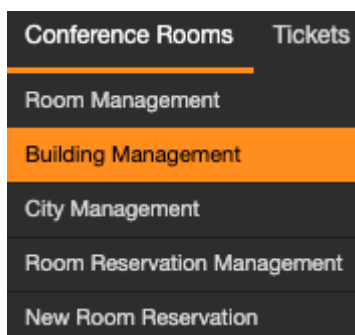 Conference Rooms Tickets
Room Management
Building Management
City Management
Room Reservation Management
New Room Reservation